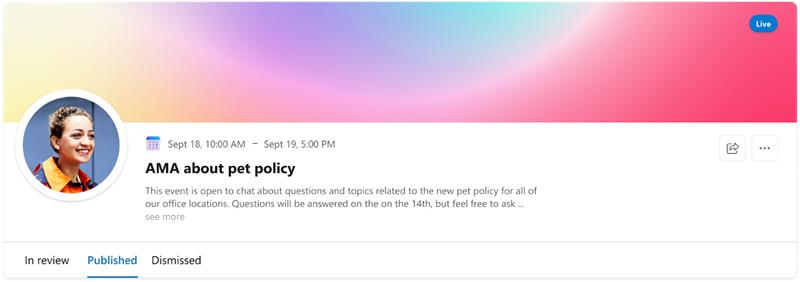 Live
Sept 18, 10:00 AM – Sept 19, 5:00 PM
AMA about pet policy
This event is open to chat about questions and topics related to the new pet policy for all of
our office locations. Questions will be answered on the on the 14th, but feel free to ask ...
see more
In review Published Dismissed